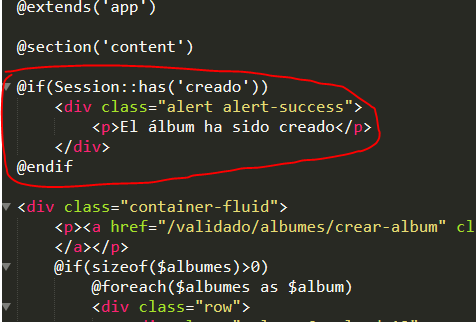 @extends('app')
@section('content')
@if(Session::has('creado'))
<div class="alert alert-success">
<p>El álbum ha sido creado</p>
</div>
@endif
<div class="container-fluid">
<p><a href="/validado/albumes/crear-album" cl
</a></p>
@if(sizeof($albumes)>0)
@foreach($albumes as $album)
<div class="row">